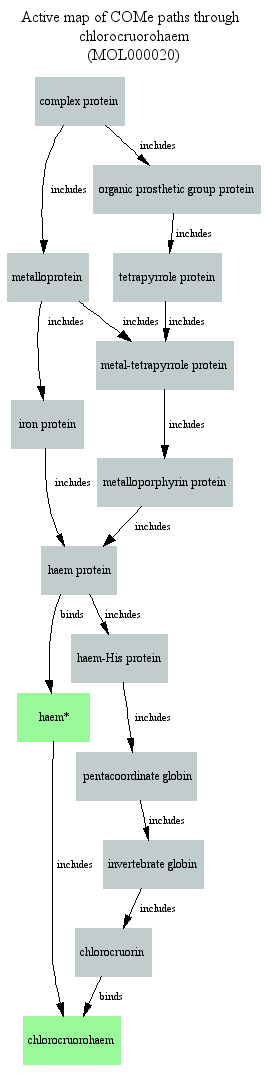 Active map of COMe paths through
chlorocruorohaem
(MOL000020)
complex protein
includes
includes
organic prosthetic group protein
includes
metalloprotein
tetrapyrrole protein
includes
includes
includes
metal-tetrapyrrole protein
iron protein
includes
metalloporphyrin protein
includes
includes
haem protein
binds
includes
haem-His protein
haem*
includes
pentacoordinate globin
includes
invertebrate globin
includes
includes
chlorocruorin
binds
chlorocruorohaem